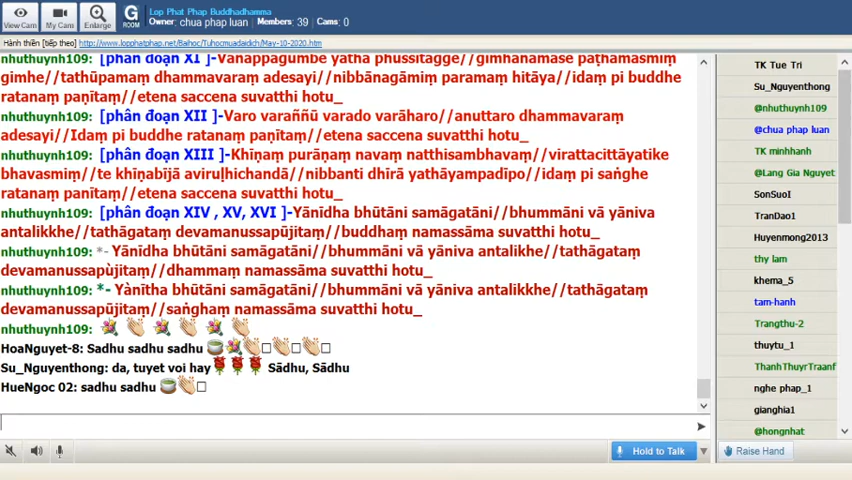 View Cam
My Cams
Enlarge
G ROOM
Lop Phat Phap Buddhadhamma
Owner: chua phap luan Members: 39 Cams: 0
Hành thiền [tiếp theo] http://www.lopphatphap.net/Baihoc/Tuhocmuadaidich/May-10-2020.htm
nhuthuynh109: [phân đoạn XI ]-Vanappagumbe yathā phussitagge//gimhānamāse paṭhamasmiṃ
gimhe//tathūpamaṃ dhammavaraṃ adesayi//nibbānagāmiṃ paramaṃ hitāya//idaṃ pi buddhe
ratanaṃ paṇītaṃ//etena saccena suvatthi hotu_
nhuthuynh109: [phân đoạn XII ]-Varo varaññū varado varāharo//anuttaro dhammavaraṃ
adesayi//Idaṃ pi buddhe ratanaṃ paṇītaṃ//etena saccena suvatthi hotu_
nhuthuynh109: [phân đoạn XIII ]-Khīṇaṃ purāṇaṃ navaṃ natthisambhavaṃ//virattacittāyatike
bhavasmiṃ//te khīṇabījā aviruḷhichandā//nibbanti dhīrā yathāyampadīpo//idaṃ pi saṅghe
ratanaṃ panītaṃ//etena saccena suvatthi hotu_
nhuthuynh109: [phân đoạn XIV , XV, XVI ]-Yānīdha bhūtāni samāgatāni//bhummāni vā yāniva
antalikkhe//tathāgataṃ devamanussapūjitaṃ//buddhaṃ namassāma suvatthi hotu_
nhuthuynh109: *- Yānīdha bhūtāni samāgatāni//bhummāni vā yāniva antalikhe//tathāgataṃ
devamanussapùjitaṃ//dhammaṃ namassāma suvatthi hotu_
nhuthuynh109: *- Yànītha bhūtāni samāgatāni//bhummāni vā yāniva antalikkhe//tathāgataṃ
devamanussapūjitaṃ//saṅghaṃ namassāma suvatthi hotu_
nhuthuynh109: 💐 👏🏼 💐 👏🏼 💐 👏🏼
HoaNguyet-8: Sadhu sadhu sadhu 🍵💐👏🏼□👏🏼□👏🏼□
Su_Nguyenthong: da, tuyet voi hay🌹🌹🌹 Sādhu, Sādhu
HueNgoc 02: sadhu sadhu 🍵👏🏼□
Hold to Talk
Raise Hand
TK Tue Tri
Su_Nguyenthong
@nhuthuynh109
@chua phap luan
TK minhhanh
@Lang Gia Nguyet
SonSuoI
TranDao1
Huyenmong2013
thy lam
khema_5
tam-hanh
Trangthu-2
thuytu_1
ThanhThuyrTraanf
nghe phap_1
gianghia1
@hongnhat